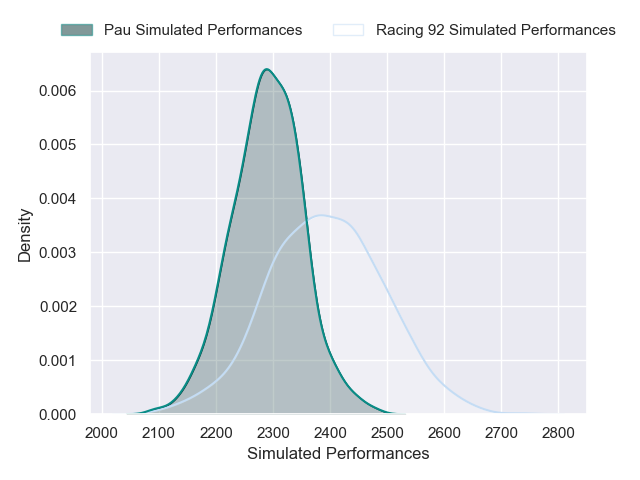 Pau Simulated Performances Racing 92 Simulated Performances
0.006
0.005
0.004
0.003
0.002
0.001
0.000
Density
2000 2100 2200 2300 2400 2500 2600 2700 2800
Simulated Performances